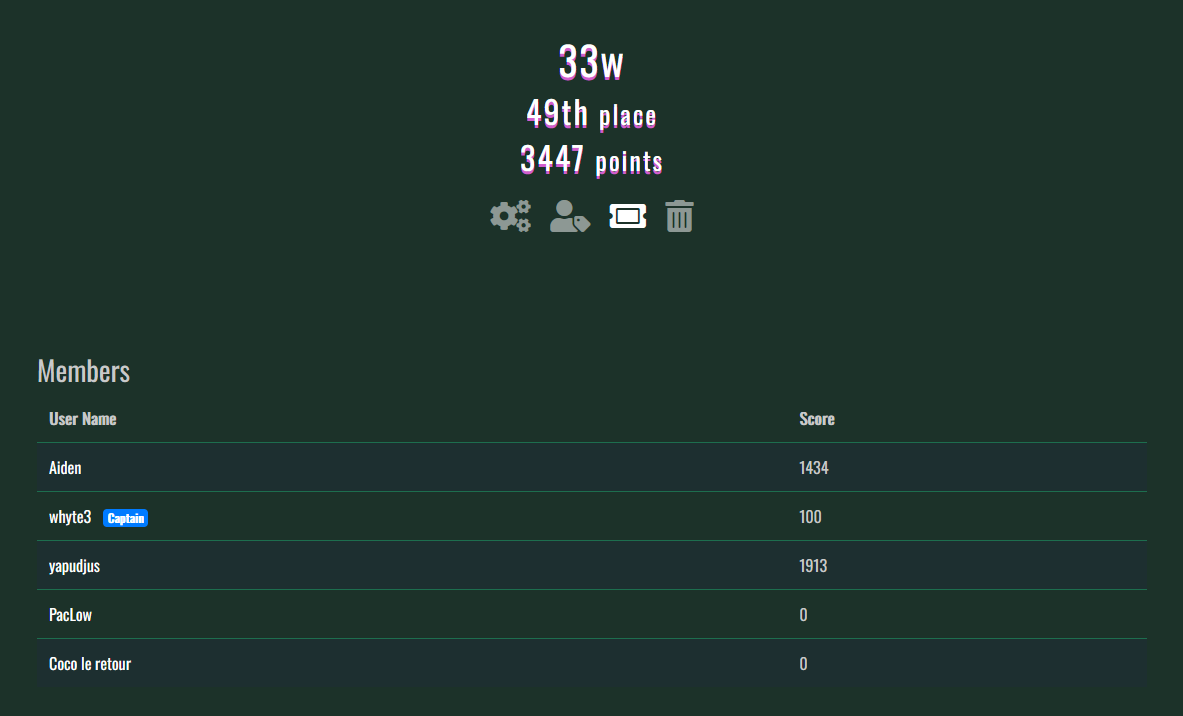 33w
49th place
3447 points
Members
User Name Score
Aiden 1434
whyte3 Captain 100
yapudjus 1913
PacLow 0
Coco le retour 0